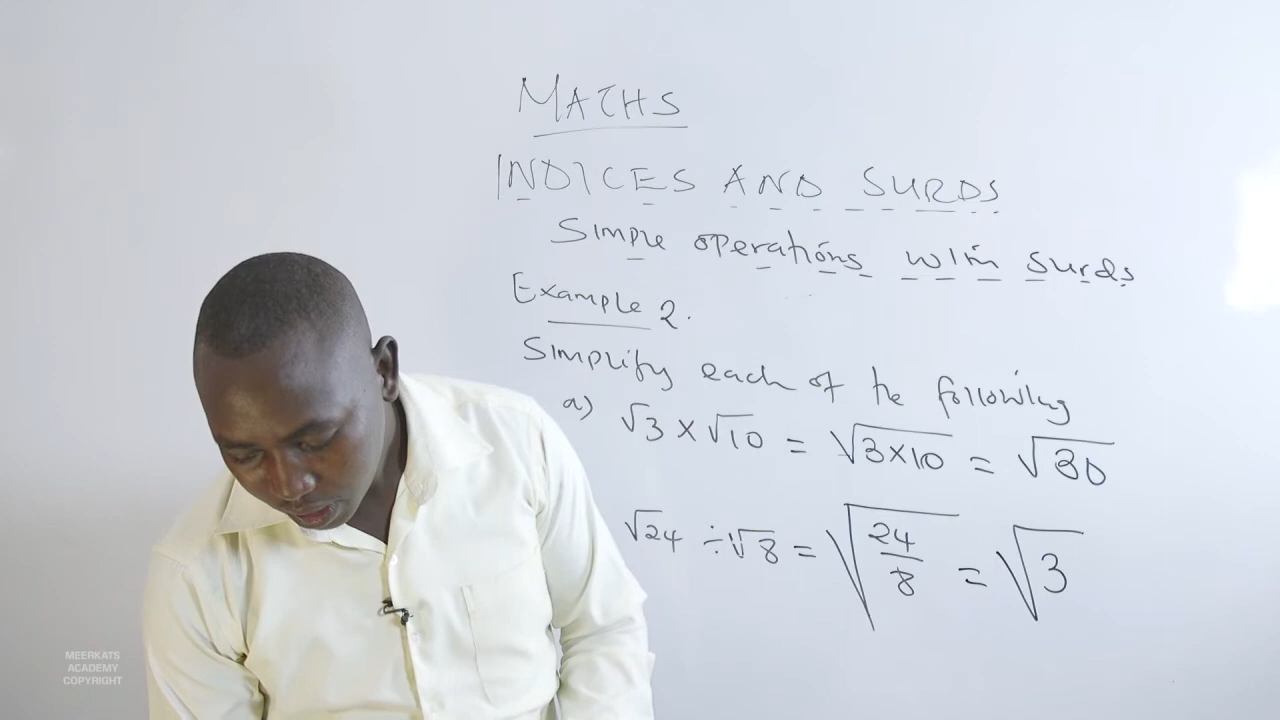 MATHS
INDICES AND SURDS
Simple operations with surds
Example 2.
Simplify each of the following
a) √3 × √10 = √3×10 = √30
√24 ÷ √8 = √24/8 = √3
MEERKATS
ACADEMY
COPYRIGHT